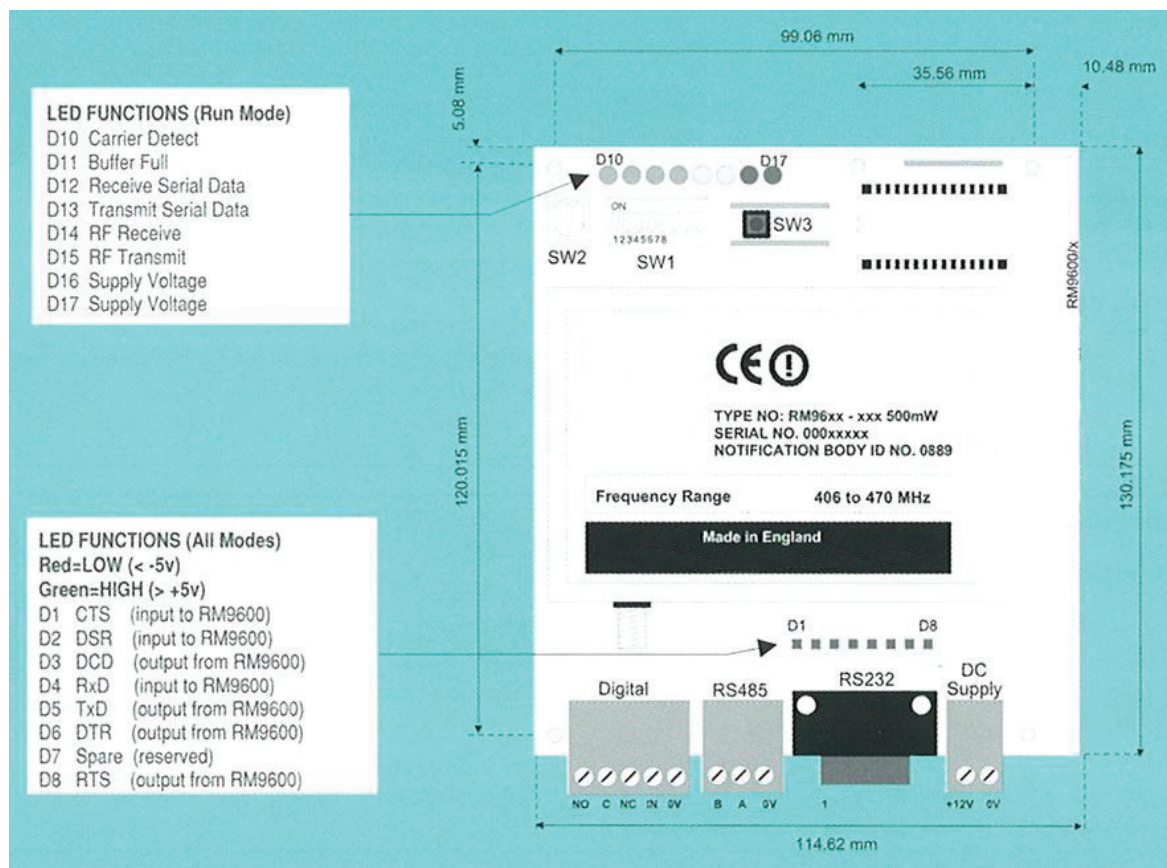 99.06 mm
35.56 mm
10.48 mm
5.08 mm
LED FUNCTIONS (Run Mode)
D10 Carrier Detect
D11 Buffer Full
D12 Receive Serial Data
D13 Transmit Serial Data
D14 RF Receive
D15 RF Transmit
D16 Supply Voltage
D17 Supply Voltage
D10 D17
ON
12345678
SW2 SW1 SW3
RM9600/x
CE
TYPE NO: RM96xx - xxx 500mW
SERIAL NO. 000xxxxx
NOTIFICATION BODY ID NO. 0889
Frequency Range 406 to 470 MHz
Made in England
120.015 mm
130.175 mm
LED FUNCTIONS (All Modes)
Red=LOW (< -5v)
Green=HIGH (> +5v)
D1 CTS (input to RM9600)
D2 DSR (input to RM9600)
D3 DCD (output from RM9600)
D4 RxD (input to RM9600)
D5 TxD (output from RM9600)
D6 DTR (output from RM9600)
D7 Spare (reserved)
D8 RTS (output from RM9600)
D1 D8
Digital RS485 RS232 DC Supply
NO C NC IN 0V B A 0V 1 +12V 0V
114.62 mm